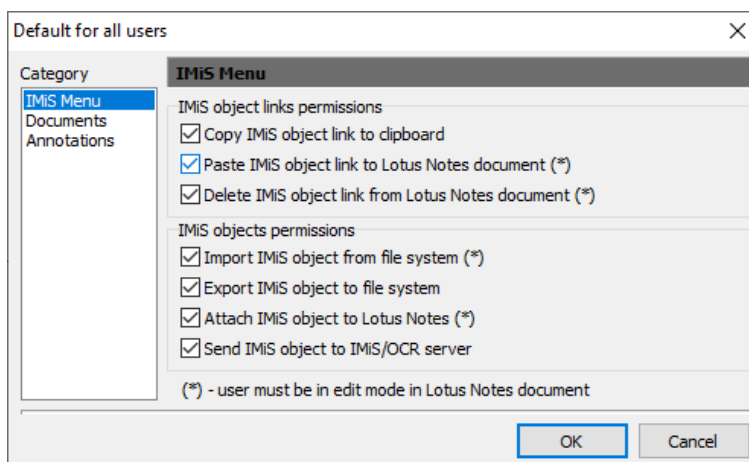 Default for all users
Category
IMiS Menu
Documents
Annotations
IMiS Menu
IMiS object links permissions
Copy IMiS object link to clipboard
Paste IMiS object link to Lotus Notes document (*)
Delete IMiS object link from Lotus Notes document (*)
IMiS objects permissions
Import IMiS object from file system (*)
Export IMiS object to file system
Attach IMiS object to Lotus Notes (*)
Send IMiS object to IMiS/OCR server
(*) - user must be in edit mode in Lotus Notes document
OK
Cancel